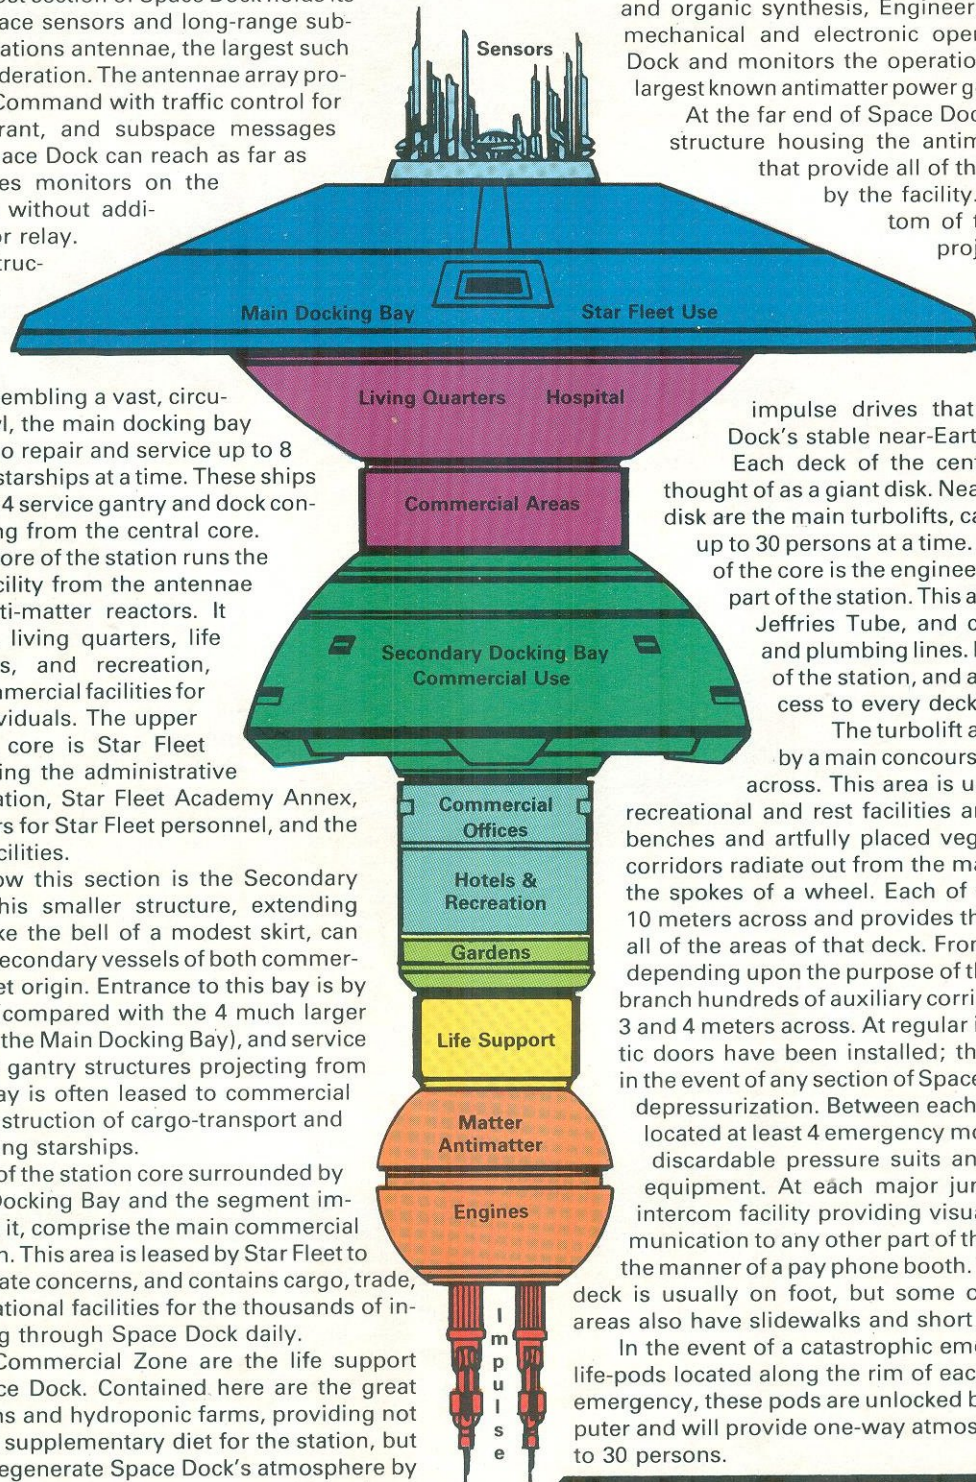 ace sensors and long-range sub-
ations antennae, the largest such
deration. The antennae array pro-
Command with traffic control for
rant, and subspace messages
ace Dock can reach as far as
es monitors on the
without addi-
or relay.
truc-
embling a vast, circu-
l, the main docking bay
o repair and service up to 8
starships at a time. These ships
4 service gantry and dock con-
ng from the central core.
ore of the station runs the
cility from the antennae
ti-matter reactors. It
living quarters, life
s, and recreation,
mmercial facilities for
viduals. The upper
core is Star Fleet
ing the administrative
ation, Star Fleet Academy Annex,
rs for Star Fleet personnel, and the
cilities.
ow this section is the Secondary
his smaller structure, extending
ke the bell of a modest skirt, can
econdary vessels of both commer-
et origin. Entrance to this bay is by
compared with the 4 much larger
the Main Docking Bay), and service
gantry structures projecting from
ay is often leased to commercial
struction of cargo-transport and
ng starships.
of the station core surrounded by
Docking Bay and the segment im-
it, comprise the main commercial
n. This area is leased by Star Fleet to
ate concerns, and contains cargo, trade,
ational facilities for the thousands of in-
g through Space Dock daily.
Commercial Zone are the life support
ce Dock. Contained here are the great
ns and hydroponic farms, providing not
supplementary diet for the station, but
egenerate Space Dock's atmosphere by
Sensors
Main Docking Bay Star Fleet Use
Living Quarters Hospital
Commercial Areas
Secondary Docking Bay
Commercial Use
Commercial
Offices
Hotels &
Recreation
Gardens
Life Support
Matter
Antimatter
Engines
Impulse
and organic synthesis, Engineer
mechanical and electronic oper
Dock and monitors the operatio
largest known antimatter power g
At the far end of Space Doc
structure housing the antim
that provide all of th
by the facility.
tom of t
proj
impulse drives that
Dock's stable near-Eart
Each deck of the cent
thought of as a giant disk. Nea
disk are the main turbolifts, ca
up to 30 persons at a time.
of the core is the enginee
part of the station. This a
Jeffries Tube, and c
and plumbing lines.
of the station, and a
cess to every deck
The turbolift a
by a main concours
across. This area is u
recreational and rest facilities a
benches and artfully placed veg
corridors radiate out from the ma
the spokes of a wheel. Each of
10 meters across and provides th
all of the areas of that deck. Fron
depending upon the purpose of th
branch hundreds of auxiliary corri
3 and 4 meters across. At regular i
tic doors have been installed; th
in the event of any section of Space
depressurization. Between each
located at least 4 emergency mo
discardable pressure suits an
equipment. At each major jun
intercom facility providing visua
munication to any other part of th
the manner of a pay phone booth.
deck is usually on foot, but some c
areas also have slidewalks and short
In the event of a catastrophic eme
life-pods located along the rim of eac
emergency, these pods are unlocked b
puter and will provide one-way atmos
to 30 persons.